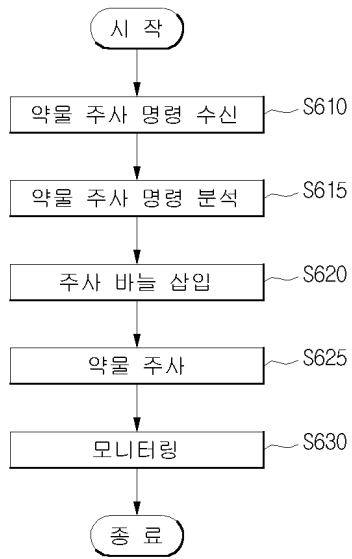 시 작
약물 주사 명령 수신 S610
약물 주사 명령 분석 S615
주사 바늘 삽입 S620
약물 주사 S625
모니터링 S630
종 료